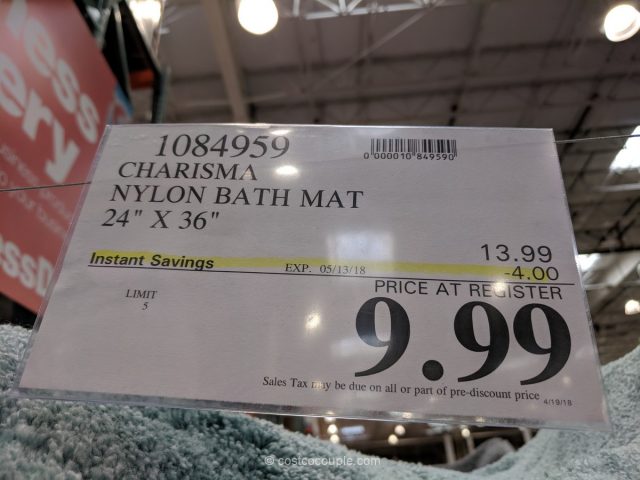 ess
ery
1084959
0 000010 849590
CHARISMA
NYLON BATH MAT
24" X 36"
13.99
Instant Savings EXP. 05/13/18 -4.00
PRICE AT REGISTER
LIMIT
5
9.99
Sales Tax may be due on all or part of pre-discount price
4/19/18
© costcocouple.com